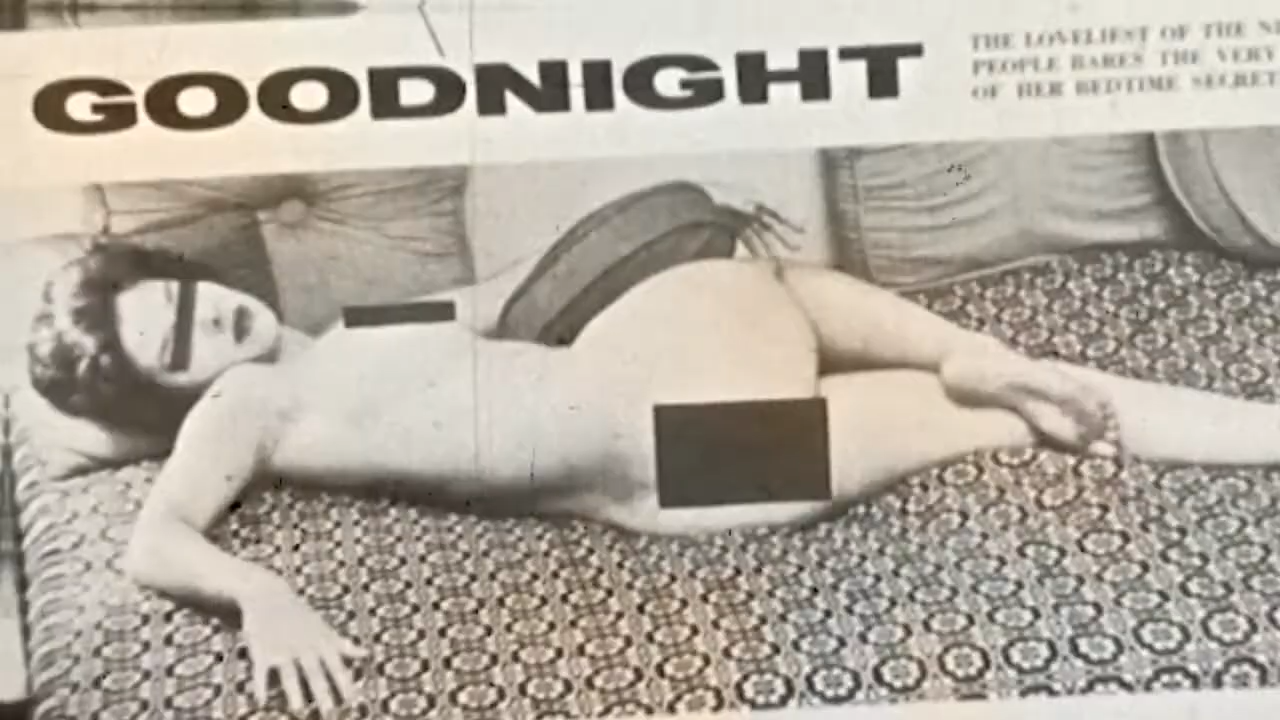 GOODNIGHT
THE LOVELIEST OF THE
PEOPLE BARES THE VERY
OF HER BEDTIME